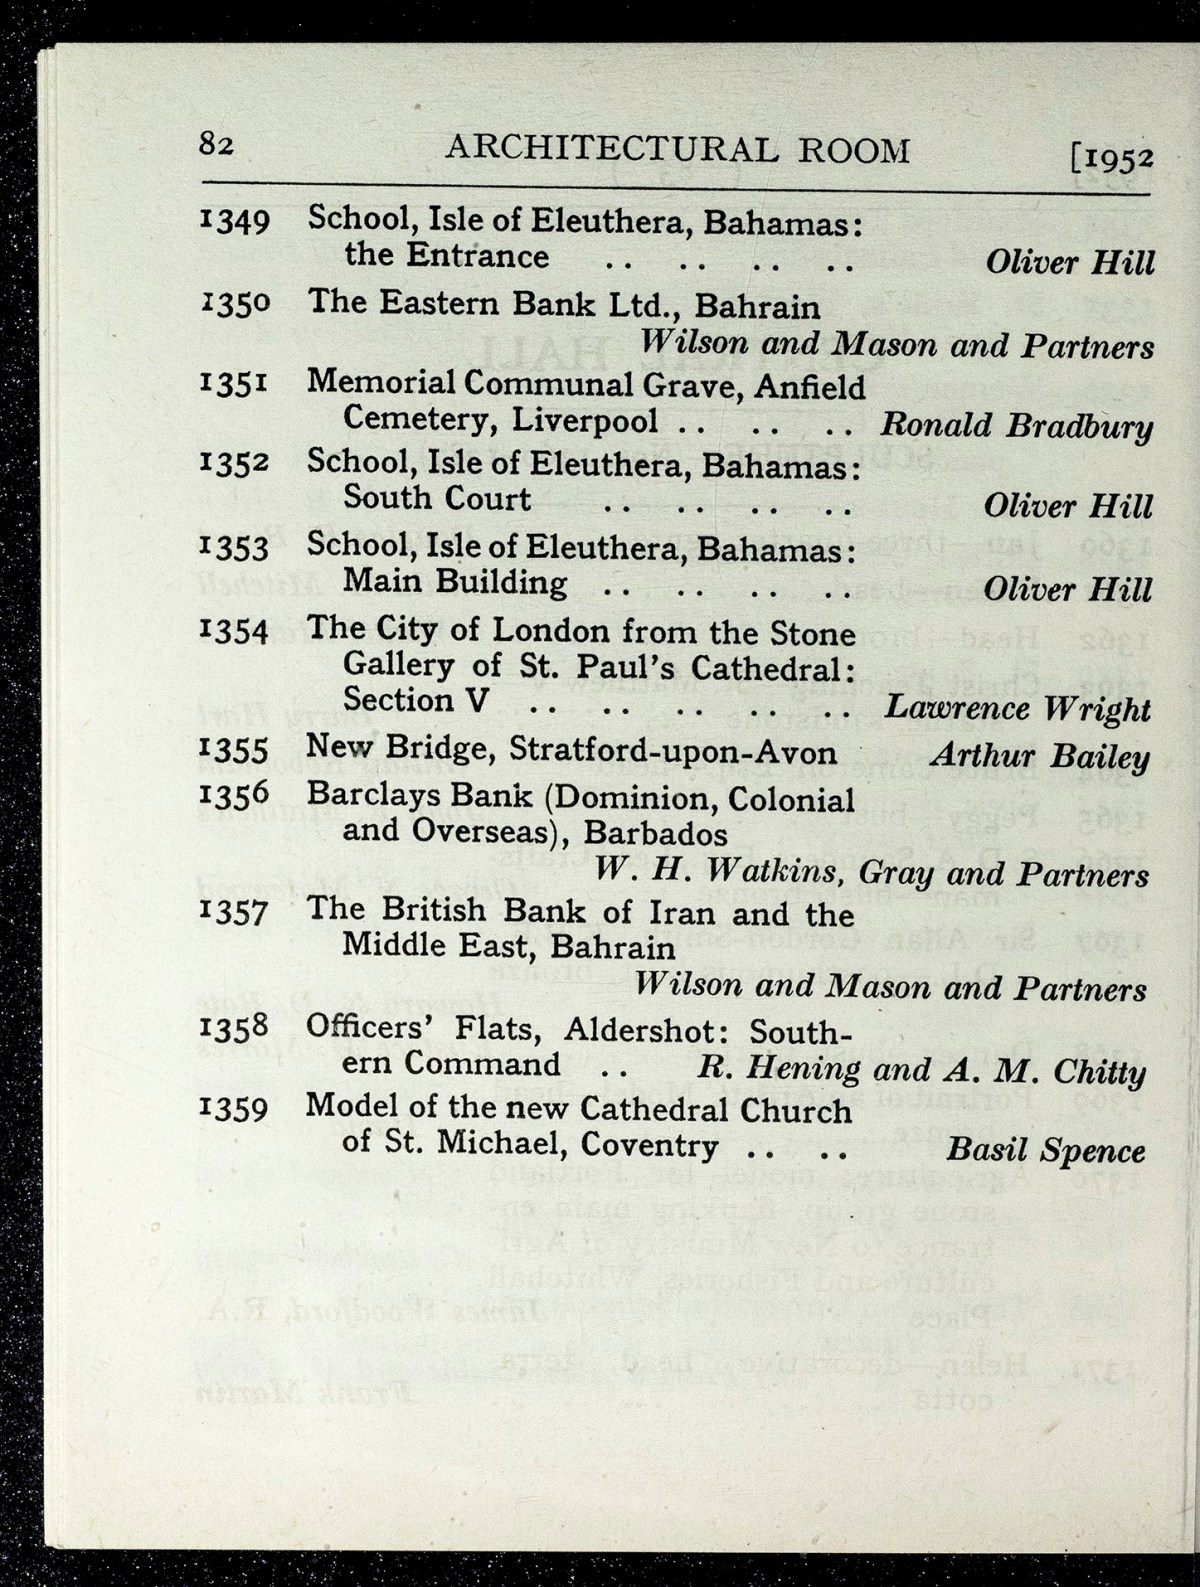 82 ARCHITECTURAL ROOM [1952
1349 School, Isle of Eleuthera, Bahamas:
the Entrance .. .. .. .. Oliver Hill
1350 The Eastern Bank Ltd., Bahrain
Wilson and Mason and Partners
1351 Memorial Communal Grave, Anfield
Cemetery, Liverpool .. .. .. Ronald Bradbury
1352 School, Isle of Eleuthera, Bahamas:
South Court .. .. .. .. Oliver Hill
1353 School, Isle of Eleuthera, Bahamas:
Main Building .. .. .. .. Oliver Hill
1354 The City of London from the Stone
Gallery of St. Paul's Cathedral:
Section V .. .. .. .. .. Lawrence Wright
1355 New Bridge, Stratford-upon-Avon Arthur Bailey
1356 Barclays Bank (Dominion, Colonial
and Overseas), Barbados
W. H. Watkins, Gray and Partners
1357 The British Bank of Iran and the
Middle East, Bahrain
Wilson and Mason and Partners
1358 Officers' Flats, Aldershot: South-
ern Command .. R. Hening and A. M. Chitty
1359 Model of the new Cathedral Church
of St. Michael, Coventry .. .. Basil Spence